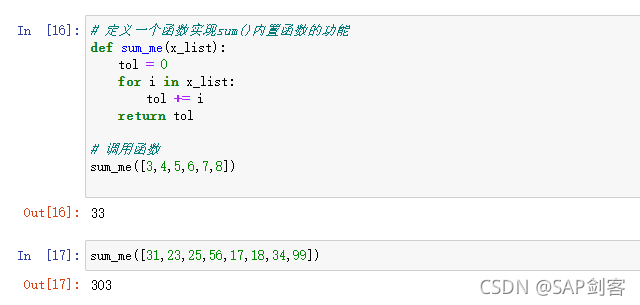 In [16]: # 定义一个函数实现sum()内置函数的功能
def sum_me(x_list):
    tol = 0
    for i in x_list:
        tol += i
    return tol
# 调用函数
sum_me([3,4,5,6,7,8])
Out[16]: 33
In [17]: sum_me([31,23,25,56,17,18,34,99])
Out[17]: 303
CSDN @SAP剑客